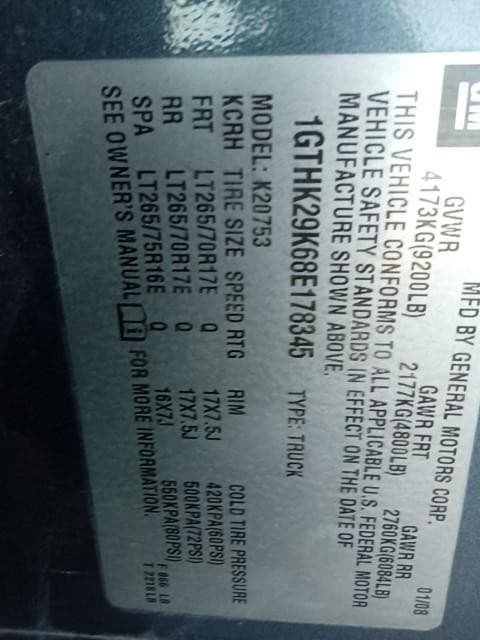 GM
MFD BY GENERAL MOTORS CORP. 01/08
GVWR GAWR FRT GAWR RR
4173KG(9200LB) 2177KG(4800LB) 2760KG(6084LB)
THIS VEHICLE CONFORMS TO ALL APPLICABLE U.S. FEDERAL MOTOR
VEHICLE SAFETY STANDARDS IN EFFECT ON THE DATE OF
MANUFACTURE SHOWN ABOVE.
1GTHK29K68E178345 TYPE: TRUCK
MODEL: K20753
KCRH TIRE SIZE SPEED RTG RIM COLD TIRE PRESSURE
FRT LT265/70R17E Q 17X7.5J 420KPA(60PSI)
RR LT265/70R17E Q 17X7.5J 500KPA(72PSI)
SPA LT265/75R16E Q 16X7J 550KPA(80PSI)
SEE OWNER'S MANUAL FOR MORE INFORMATION.
F 866 LB
T 2218LB